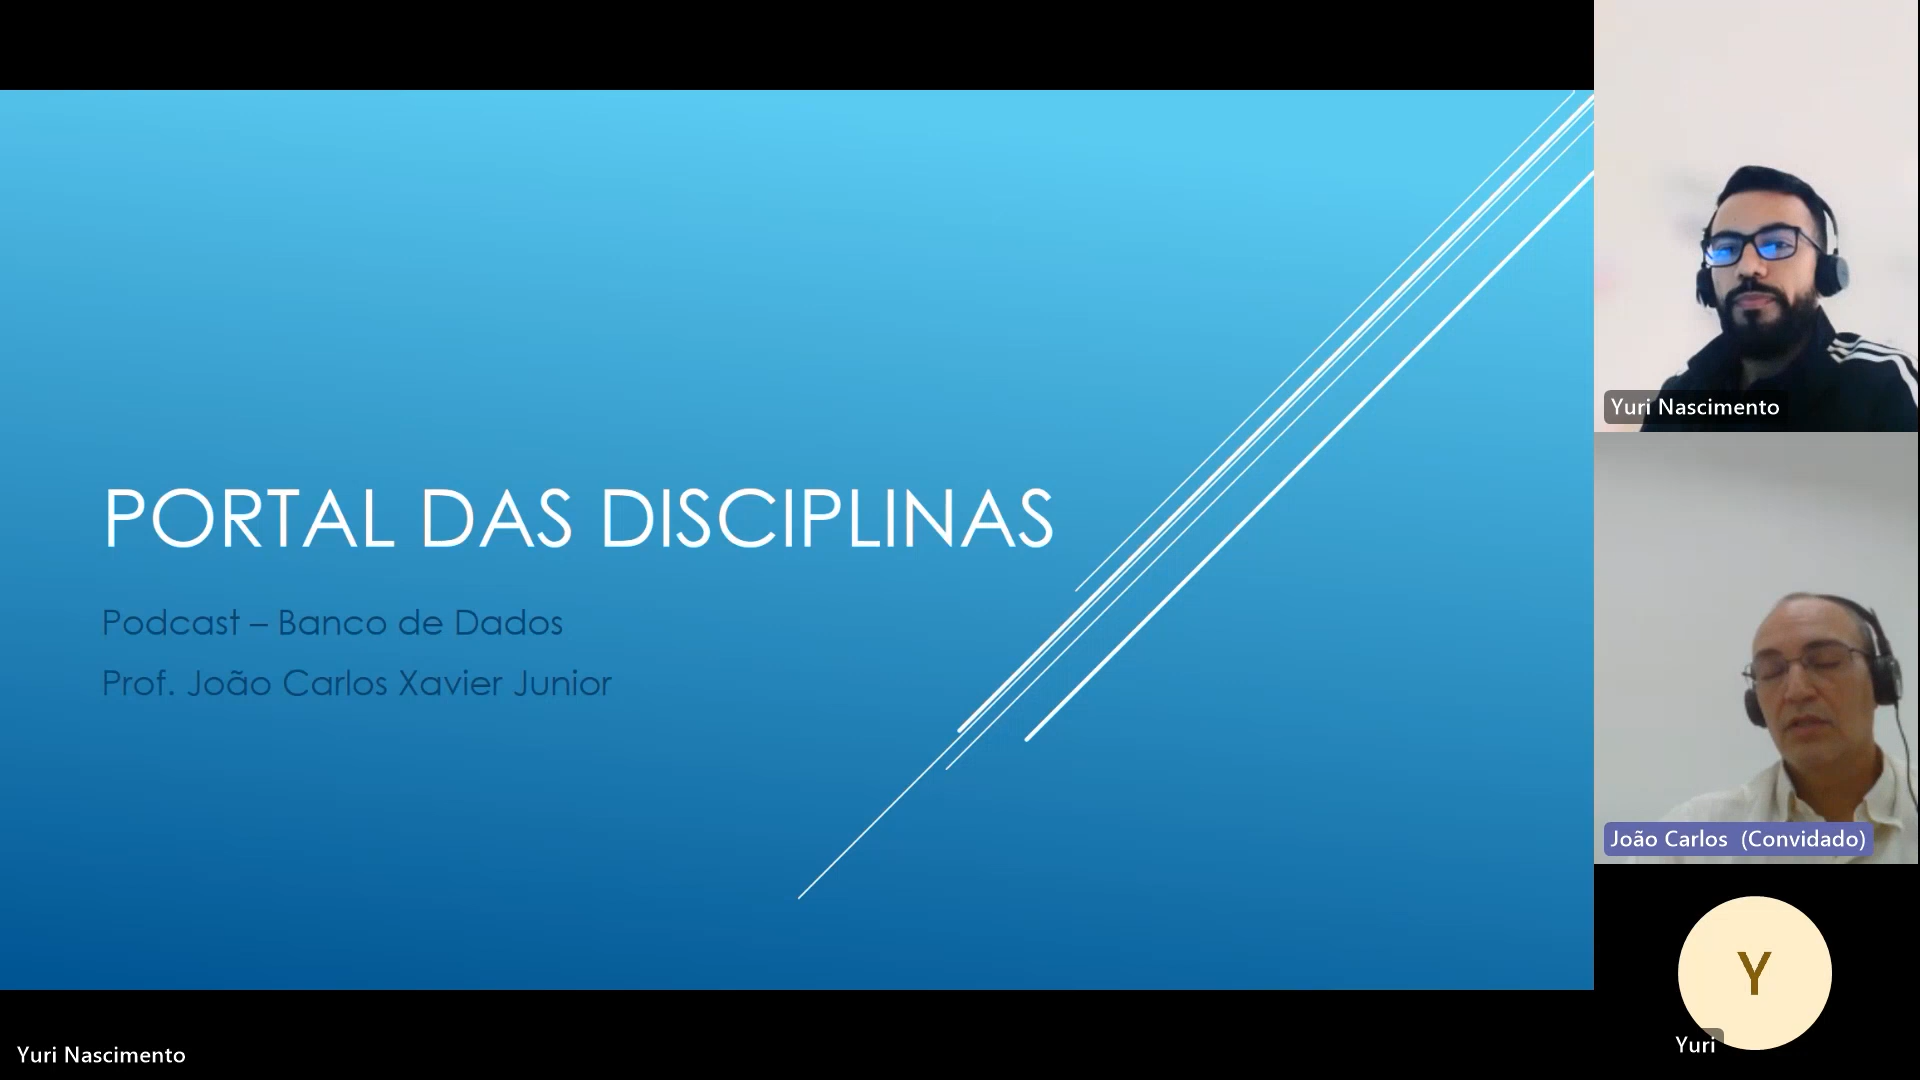 PORTAL DAS DISCIPLINAS
Podcast – Banco de Dados
Prof. João Carlos Xavier Junior
Yuri Nascimento
Yuri Nascimento
João Carlos (Convidado)
Y
Yuri